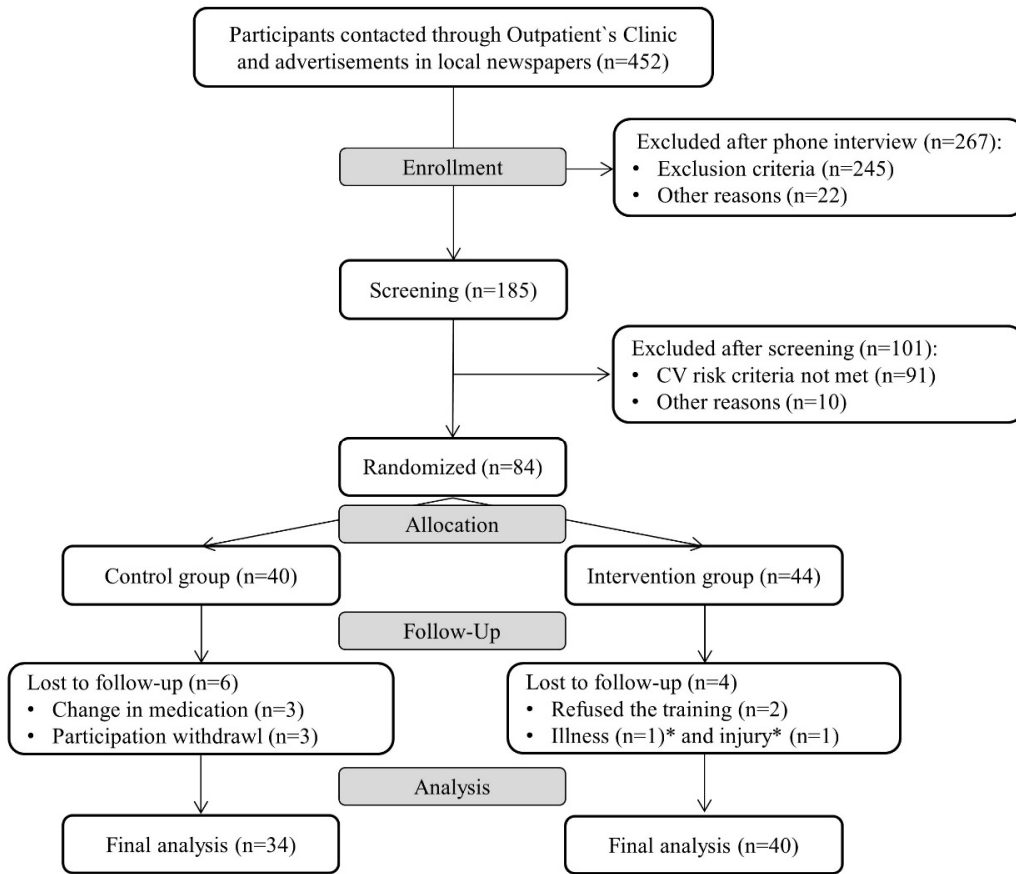 Participants contacted through Outpatient`s Clinic
and advertisements in local newspapers (n=452)
Enrollment
Excluded after phone interview (n=267):
• Exclusion criteria (n=245)
• Other reasons (n=22)
Screening (n=185)
Excluded after screening (n=101):
• CV risk criteria not met (n=91)
• Other reasons (n=10)
Randomized (n=84)
Allocation
Control group (n=40)
Intervention group (n=44)
Follow-Up
Lost to follow-up (n=6)
• Change in medication (n=3)
• Participation withdrawl (n=3)
Lost to follow-up (n=4)
• Refused the training (n=2)
• Illness (n=1)* and injury* (n=1)
Analysis
Final analysis (n=34)
Final analysis (n=40)